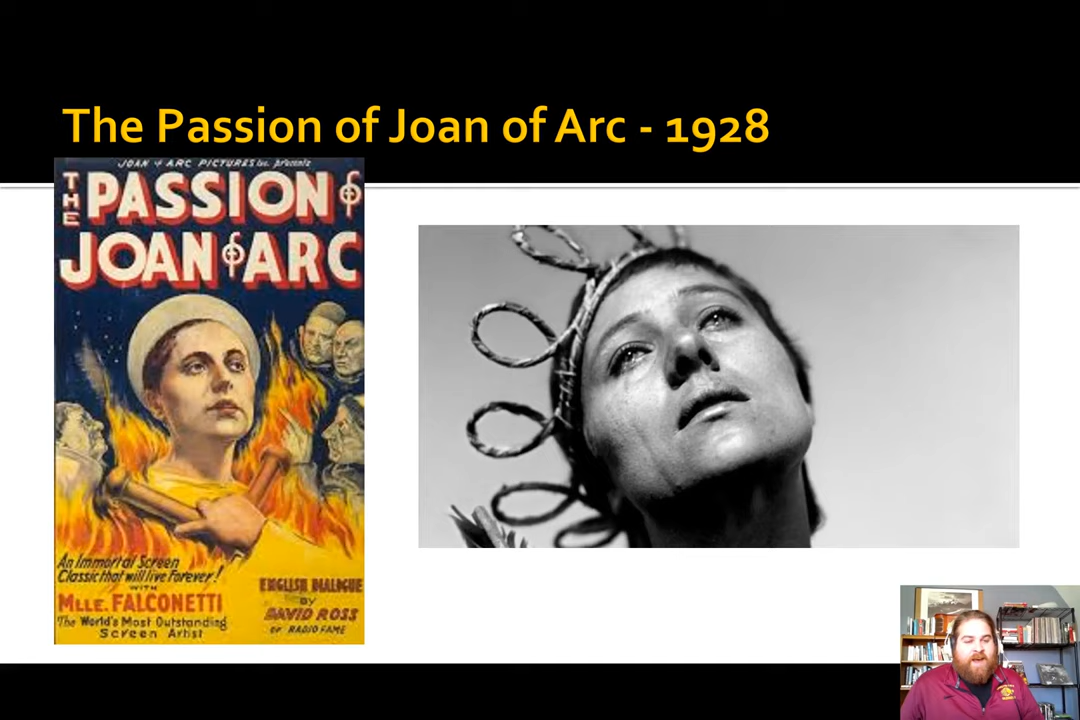 The Passion of Joan of Arc - 1928
JOAN of ARC PICTURES Inc. presents
THE PASSION of
JOAN of ARC
An Immortal Screen
Classic that will live Forever!
WITH
MLLE. FALCONETTI
The World's Most Outstanding
Screen Artist
ENGLISH DIALOGUE
BY
DAVID ROSS
OF RADIO FAME